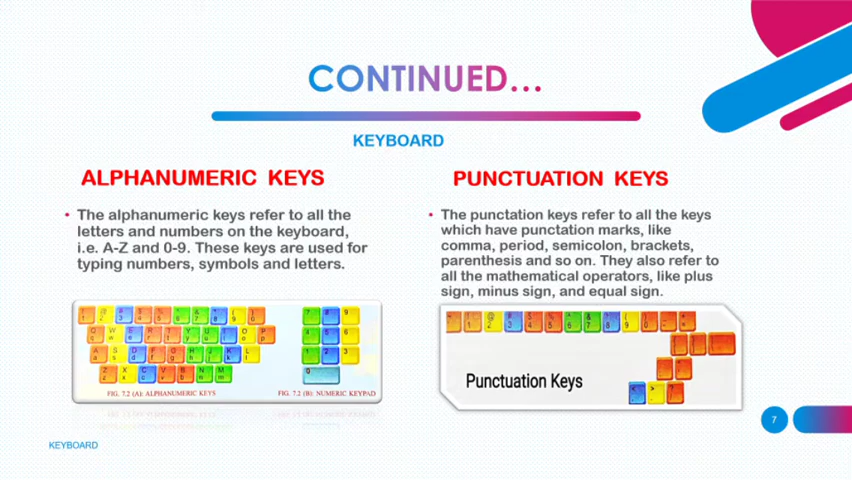 CONTINUED...
KEYBOARD
ALPHANUMERIC KEYS
• The alphanumeric keys refer to all the
letters and numbers on the keyboard,
i.e. A-Z and 0-9. These keys are used for
typing numbers, symbols and letters.
FIG. 7.2 (A): ALPHANUMERIC KEYS
FIG. 7.2 (B): NUMERIC KEYPAD
PUNCTUATION KEYS
• The punctation keys refer to all the keys
which have punctation marks, like
comma, period, semicolon, brackets,
parenthesis and so on. They also refer to
all the mathematical operators, like plus
sign, minus sign, and equal sign.
Punctuation Keys
7
KEYBOARD